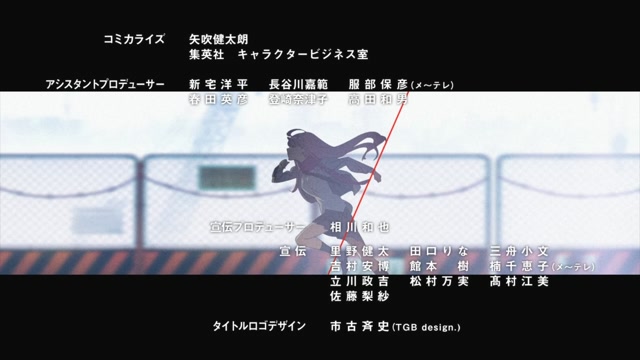 コミカライズ 矢吹健太朗
集英社 キャラクタービジネス室
アシスタントプロデューサー 新宅洋平 長谷川嘉範 服部保彦(メ〜テレ)
春田英彦 登崎奈津子 高田和男
宣伝プロデューサー 相川和也
宣伝 里野健太 田口りな 三舟小文
吉村安博 館本樹 楠千恵子(メ〜テレ)
立川政吉 松村万実 髙村江美
佐藤梨紗
タイトルロゴデザイン 市古斉史(TGB design.)